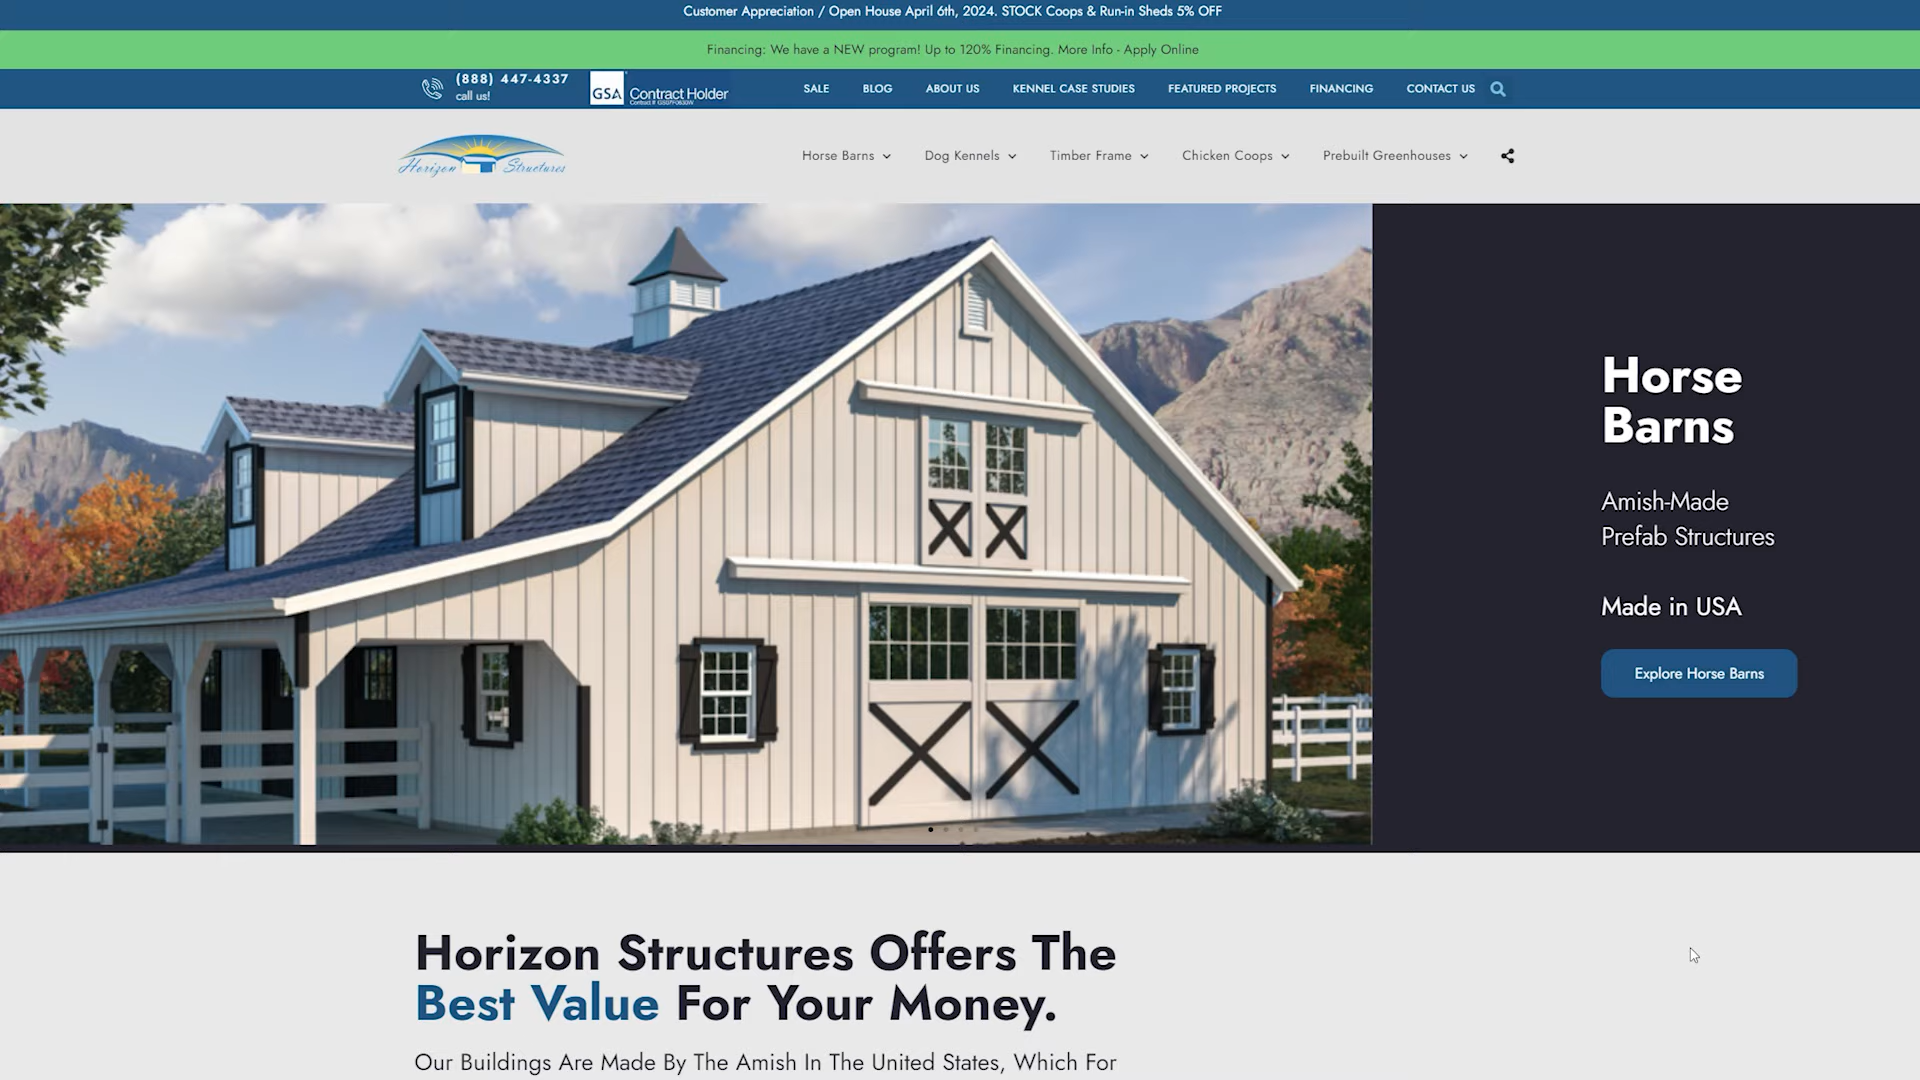 Customer Appreciation / Open House April 6th, 2024. STOCK Coops & Run-in Sheds 5% OFF
Financing: We have a NEW program! Up to 120% Financing. More Info - Apply Online
(888) 447-4337
call us!
GSA Contract Holder
SALE BLOG ABOUT US KENNEL CASE STUDIES FEATURED PROJECTS FINANCING CONTACT US
Horizon Structures
Horse Barns Dog Kennels Timber Frame Chicken Coops Prebuilt Greenhouses
Horse
Barns
Amish-Made
Prefab Structures
Made in USA
Explore Horse Barns
Horizon Structures Offers The
Best Value For Your Money.
Our Buildings Are Made By The Amish In The United States, Which For